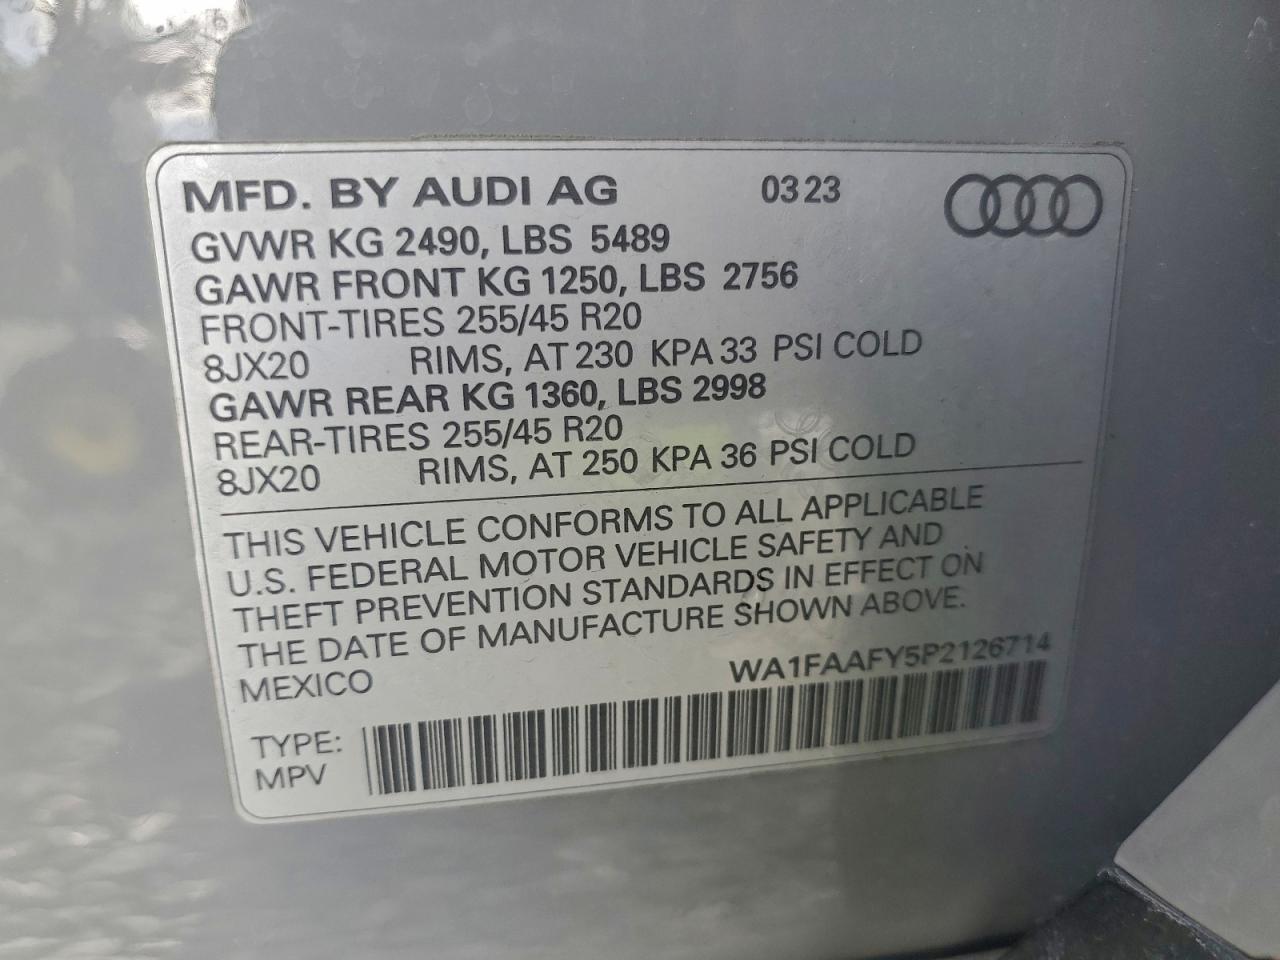 MFD. BY AUDI AG 0323
GVWR KG 2490, LBS 5489
GAWR FRONT KG 1250, LBS 2756
FRONT-TIRES 255/45 R20
8JX20 RIMS, AT 230 KPA 33 PSI COLD
GAWR REAR KG 1360, LBS 2998
REAR-TIRES 255/45 R20
8JX20 RIMS, AT 250 KPA 36 PSI COLD
THIS VEHICLE CONFORMS TO ALL APPLICABLE
U.S. FEDERAL MOTOR VEHICLE SAFETY AND
THEFT PREVENTION STANDARDS IN EFFECT ON
THE DATE OF MANUFACTURE SHOWN ABOVE.
MEXICO WA1FAAFY5P2126714
TYPE:
MPV